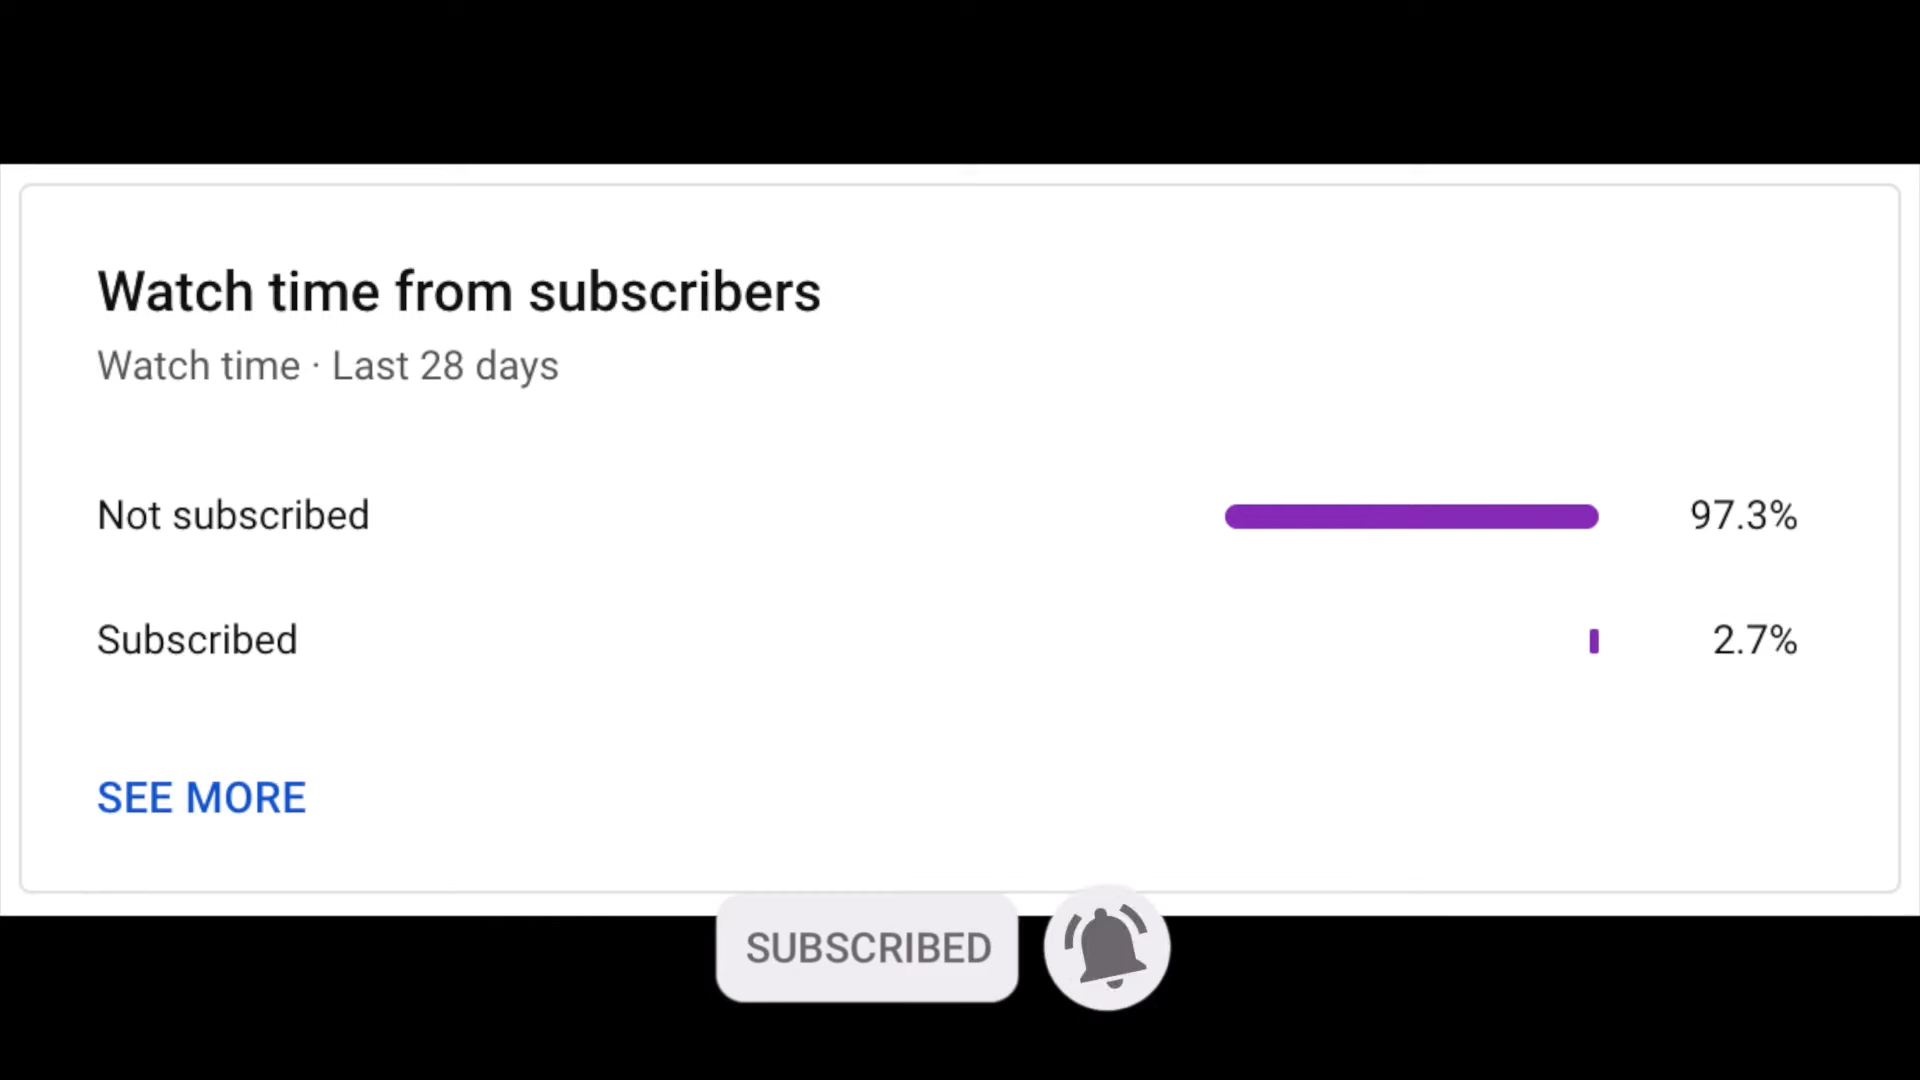 Watch time from subscribers
Watch time · Last 28 days
Not subscribed 97.3%
Subscribed 2.7%
SEE MORE
SUBSCRIBED